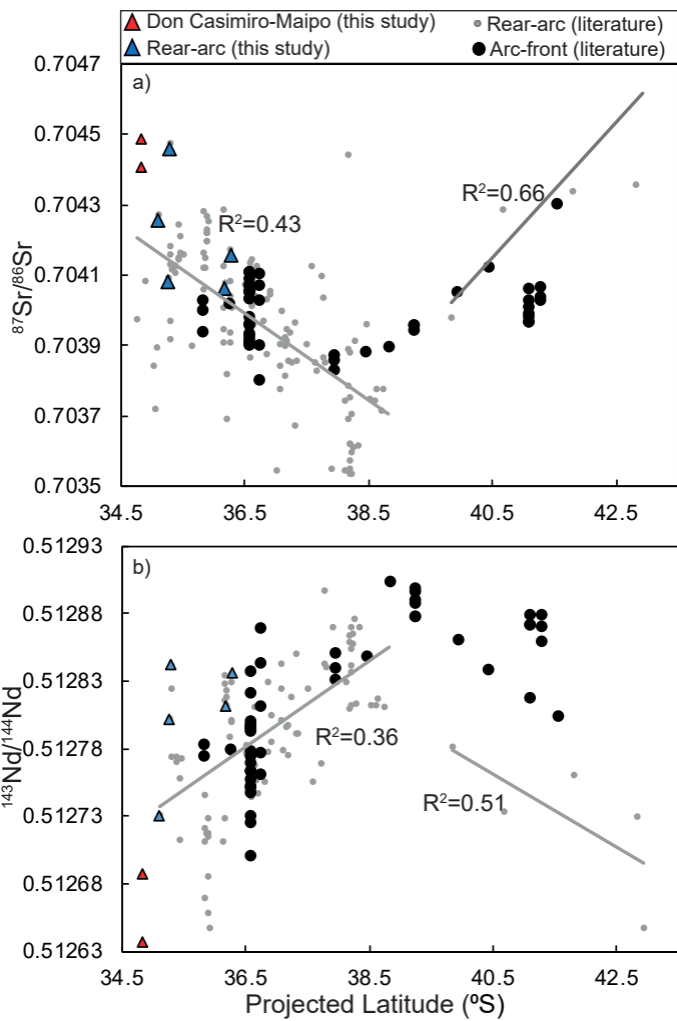 Don Casimiro-Maipo (this study) Rear-arc (literature)
Rear-arc (this study) Arc-front (literature)
0.7047
a)
0.7045
R²=0.66
0.7043
R²=0.43
0.7041
0.7039
0.7037
0.7035
⁸⁷Sr/⁸⁶Sr
34.5 36.5 38.5 40.5 42.5
0.51293
b)
0.51288
0.51283
0.51278
R²=0.36
0.51273
R²=0.51
0.51268
0.51263
¹⁴³Nd/¹⁴⁴Nd
34.5 36.5 38.5 40.5 42.5
Projected Latitude (ºS)